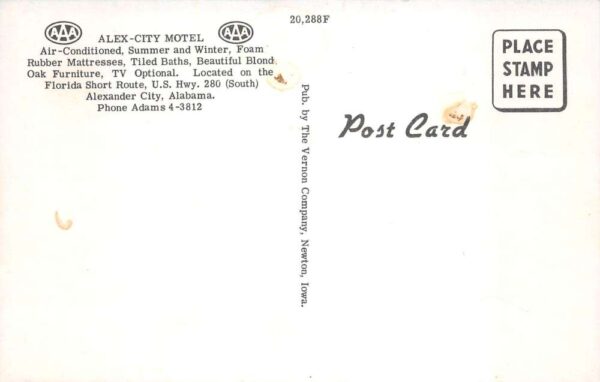 20,288F
AAA ALEX-CITY MOTEL AAA
Air-Conditioned, Summer and Winter, Foam
Rubber Mattresses, Tiled Baths, Beautiful Blond
Oak Furniture, TV Optional. Located on the
Florida Short Route, U.S. Hwy. 280 (South)
Alexander City, Alabama.
Phone Adams 4-3812
Pub. by The Vernon Company, Newton, Iowa.
Post Card
PLACE
STAMP
HERE